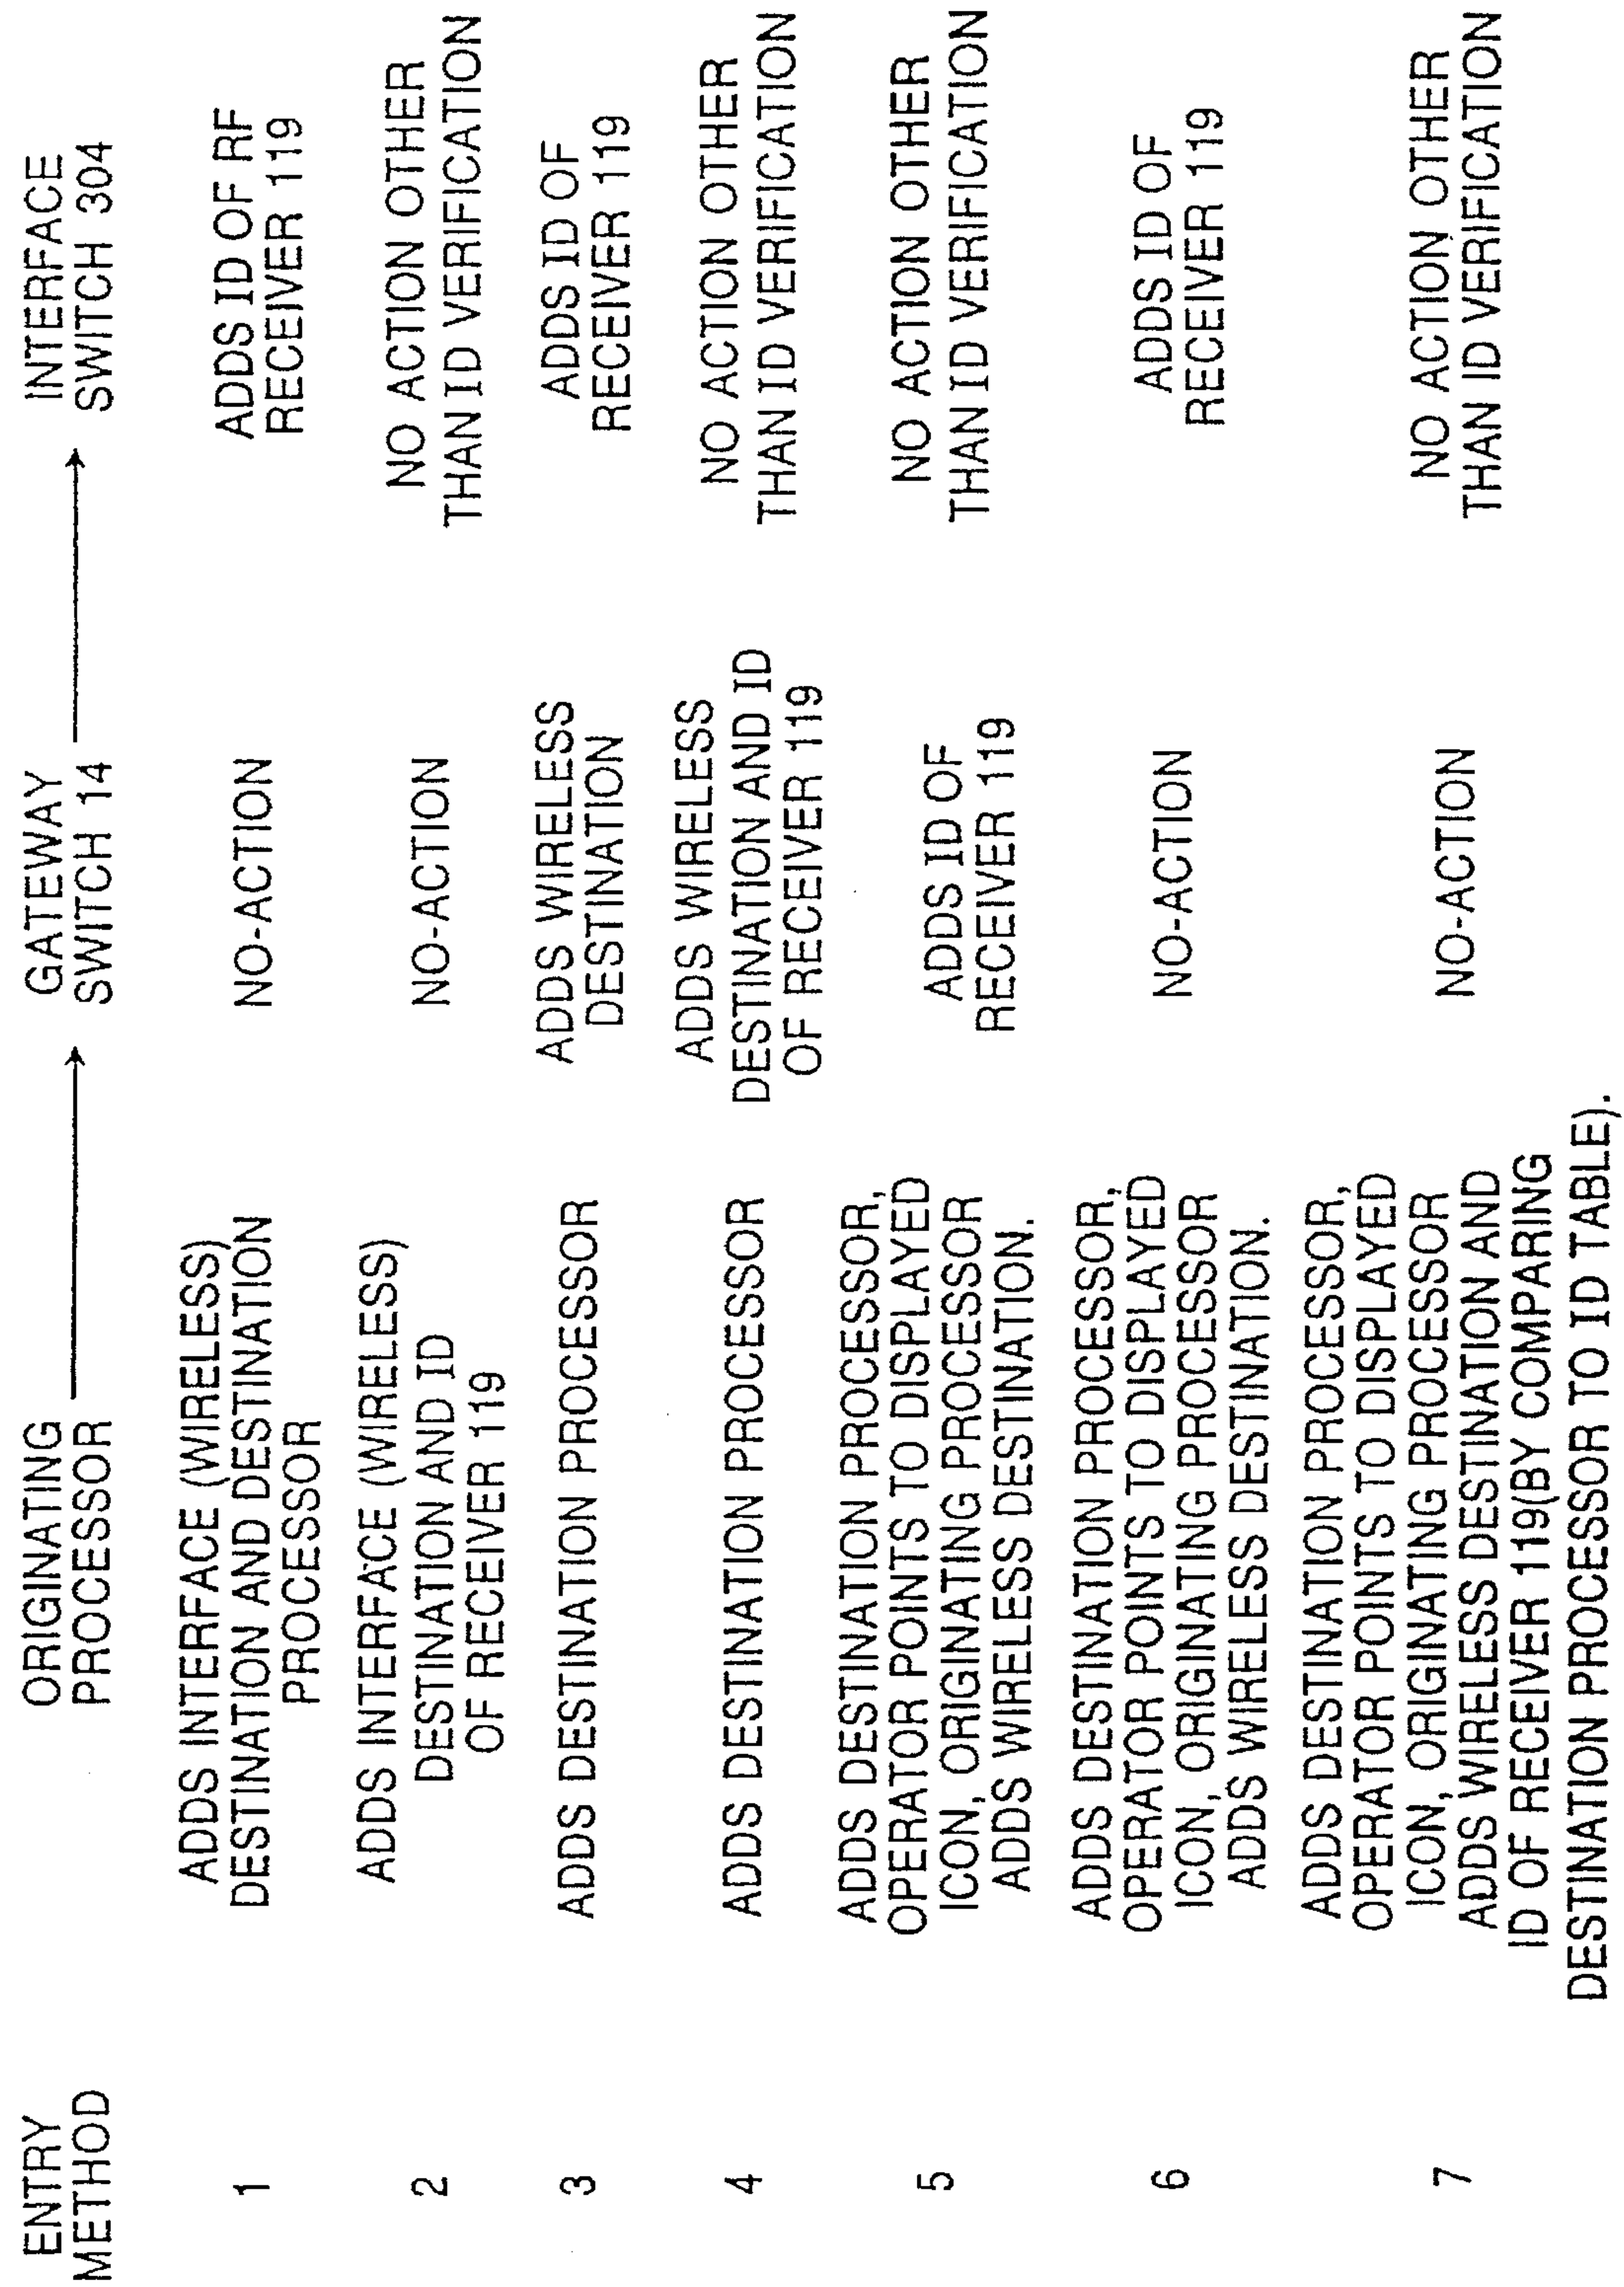 ENTRY
METHOD
ORIGINATING
PROCESSOR
GATEWAY
SWITCH 14
INTERFACE
SWITCH 304
1
ADDS INTERFACE (WIRELESS)
DESTINATION AND DESTINATION
PROCESSOR
NO-ACTION
ADDS ID OF RF
RECEIVER 119
2
ADDS INTERFACE (WIRELESS)
DESTINATION AND ID
OF RECEIVER 119
NO-ACTION
NO ACTION OTHER
THAN ID VERIFICATION
3
ADDS DESTINATION PROCESSOR
ADDS WIRELESS
DESTINATION
ADDS ID OF
RECEIVER 119
4
ADDS DESTINATION PROCESSOR
ADDS WIRELESS
DESTINATION AND ID
OF RECEIVER 119
NO ACTION OTHER
THAN ID VERIFICATION
5
ADDS DESTINATION PROCESSOR,
OPERATOR POINTS TO DISPLAYED
ICON, ORIGINATING PROCESSOR
ADDS WIRELESS DESTINATION.
ADDS ID OF
RECEIVER 119
NO ACTION OTHER
THAN ID VERIFICATION
6
ADDS DESTINATION PROCESSOR,
OPERATOR POINTS TO DISPLAYED
ICON, ORIGINATING PROCESSOR
ADDS WIRELESS DESTINATION.
NO-ACTION
ADDS ID OF
RECEIVER 119
7
ADDS DESTINATION PROCESSOR,
OPERATOR POINTS TO DISPLAYED
ICON, ORIGINATING PROCESSOR
ADDS WIRELESS DESTINATION AND
ID OF RECEIVER 119(BY COMPARING
DESTINATION PROCESSOR TO ID TABLE).
NO-ACTION
NO ACTION OTHER
THAN ID VERIFICATION